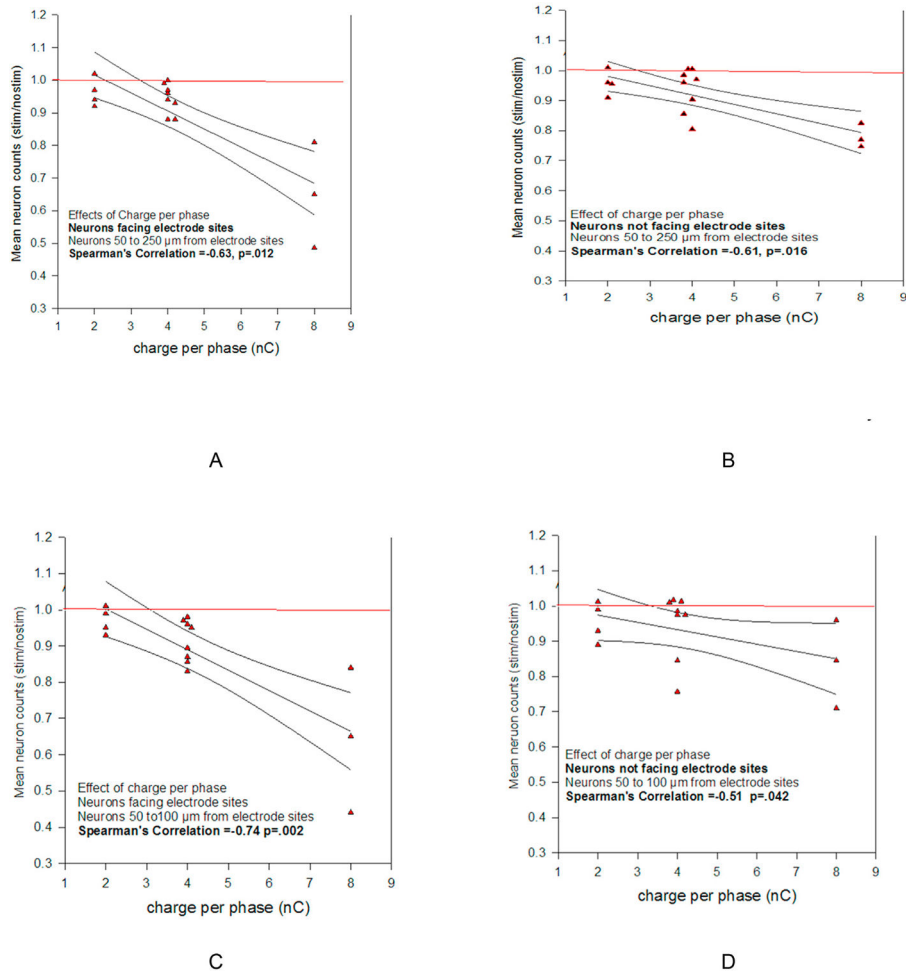 1.2
1.1
1.0
0.9
0.8
0.7
0.6
0.5
0.4
0.3
Mean neuron counts (stim/nostim)
Effects of Charge per phase
Neurons facing electrode sites
Neurons 50 to 250 µm from electrode sites
Spearman's Correlation =-0.63, p=.012
1 2 3 4 5 6 7 8 9
charge per phase (nC)
A
1.2
1.1
1.0
0.9
0.8
0.7
0.6
0.5
0.4
0.3
Mean neuron counts (stim/nostim)
Effect of charge per phase
Neurons not facing electrode sites
Neurons 50 to 250 µm from electrode sites
Spearman's Correlation =-0.61, p=.016
1 2 3 4 5 6 7 8 9
charge per phase (nC)
B
1.2
1.1
1.0
0.9
0.8
0.7
0.6
0.5
0.4
0.3
Mean neuron counts (stim/nostim)
Effect of charge per phase
Neurons facing electrode sites
Neurons 50 to100 µm from electrode sites
Spearman's Correlation =-0.74 p=.002
1 2 3 4 5 6 7 8 9
charge per phase (nC)
C
1.2
1.1
1.0
0.9
0.8
0.7
0.6
0.5
0.4
0.3
Mean neruon counts (stim/nostim)
Effect of charge per phase
Neurons not facing electrode sites
Neurons 50 to 100 µm from electrode sites
Spearman's Correlation =-0.51 p=.042
1 2 3 4 5 6 7 8 9
charge per phase (nC)
D